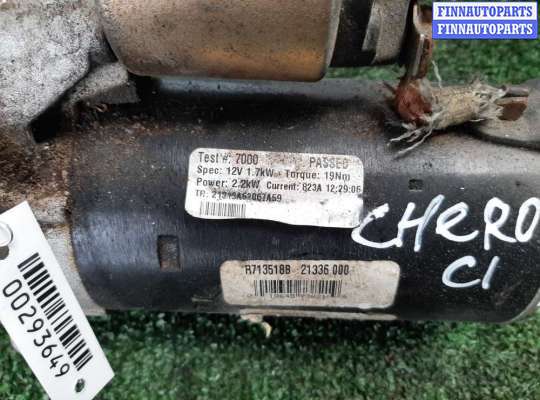 FINNAUTOPARTS
FINNAUTOPARTS
Test #: 7000 PASSED
Spec: 12V 1.7kW Torque: 19Nm
Power: 2.2kW Current: 823A 12:29:06
CHERO
CI
R713518B 21336 000
00293649